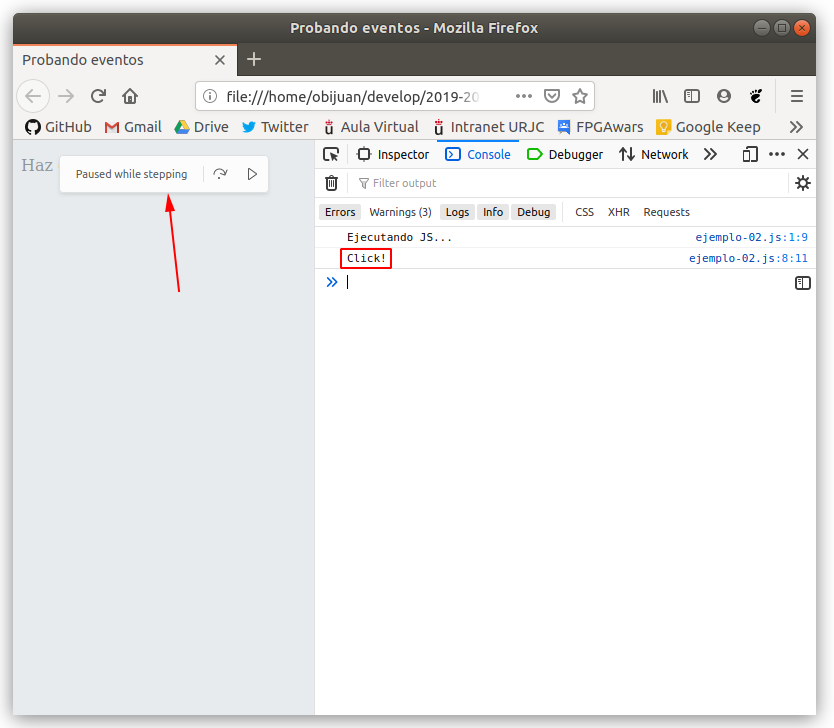 Probando eventos - Mozilla Firefox
Probando eventos
file:///home/obijuan/develop/2019-20
GitHub Gmail Drive Twitter Aula Virtual Intranet URJC FPGAwars Google Keep
Haz
Paused while stepping
Inspector Console Debugger Network
Filter output
Errors Warnings (3) Logs Info Debug CSS XHR Requests
Ejecutando JS... ejemplo-02.js:1:9
Click! ejemplo-02.js:8:11